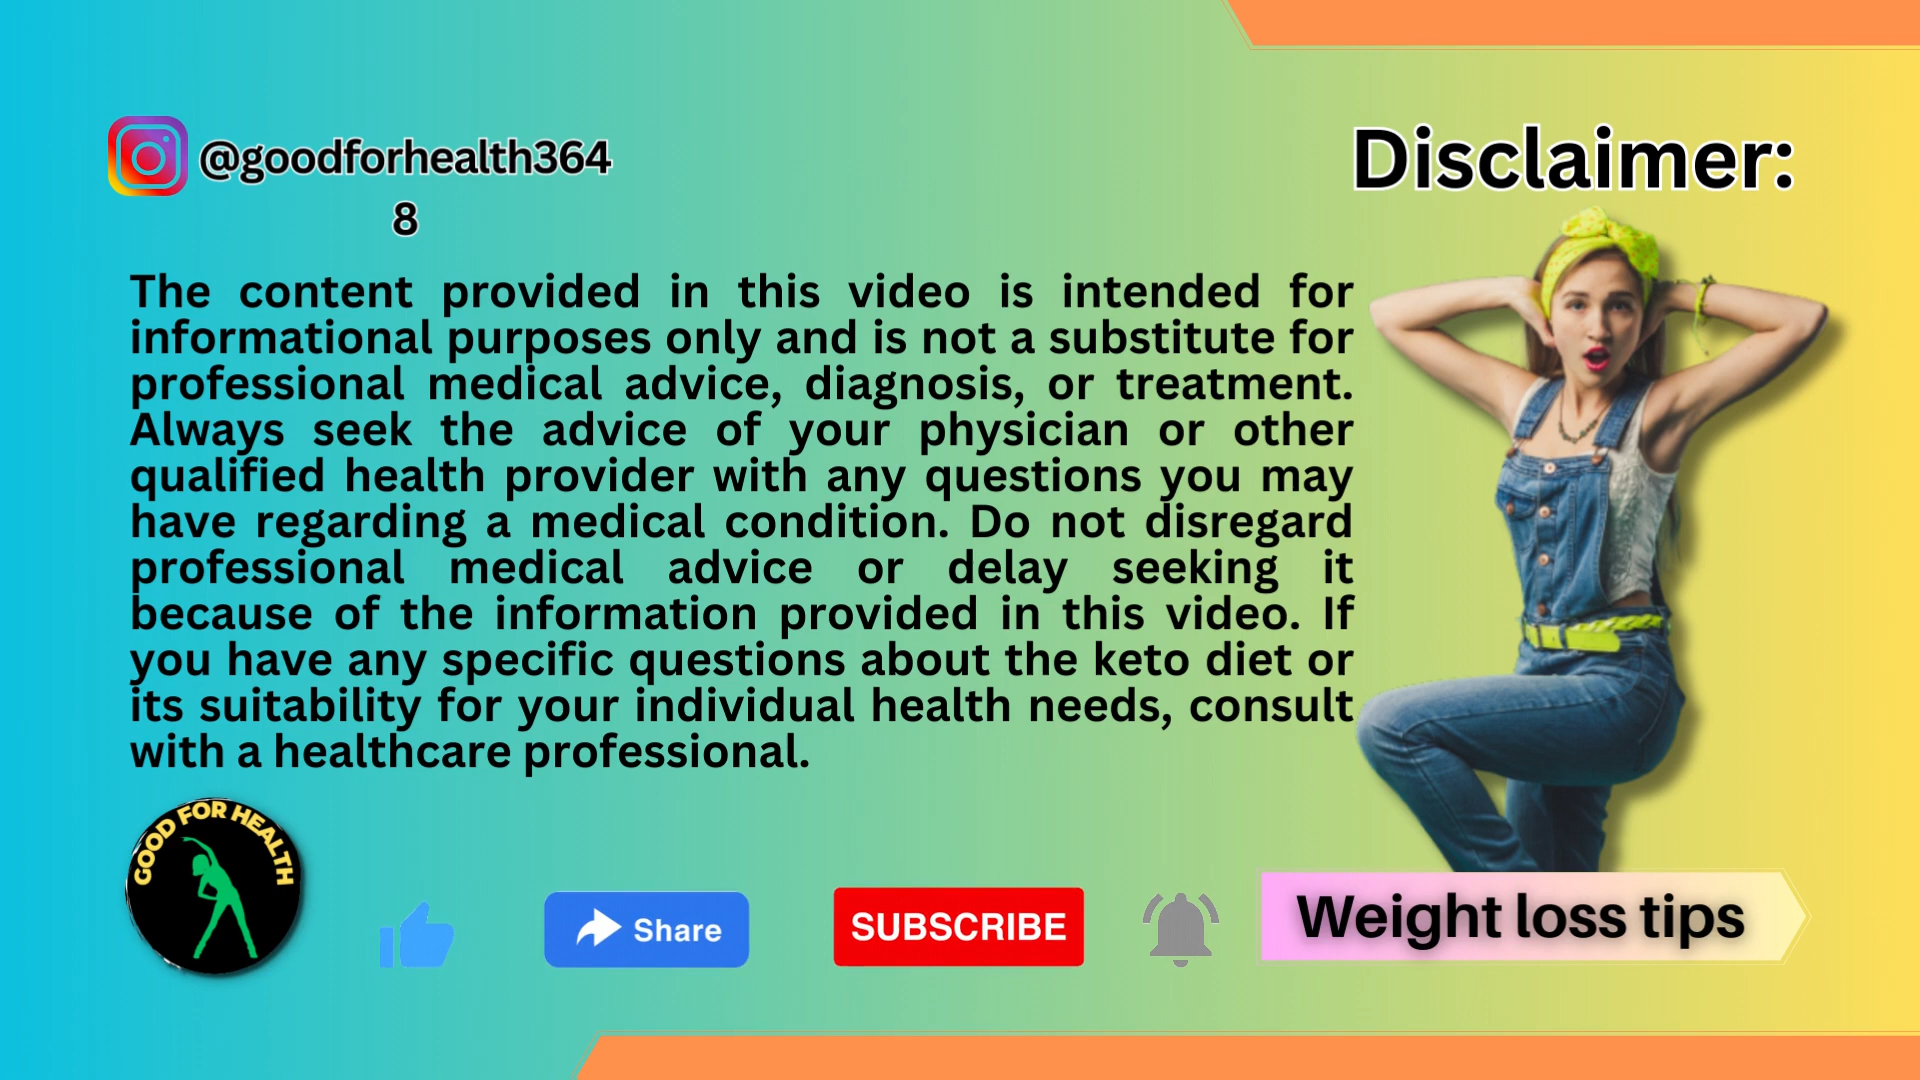 @goodforhealth364
8
Disclaimer:
The content provided in this video is intended for
informational purposes only and is not a substitute for
professional medical advice, diagnosis, or treatment.
Always seek the advice of your physician or other
qualified health provider with any questions you may
have regarding a medical condition. Do not disregard
professional medical advice or delay seeking it
because of the information provided in this video. If
you have any specific questions about the keto diet or
its suitability for your individual health needs, consult
with a healthcare professional.
GOOD FOR HEALTH
Share
SUBSCRIBE
Weight loss tips